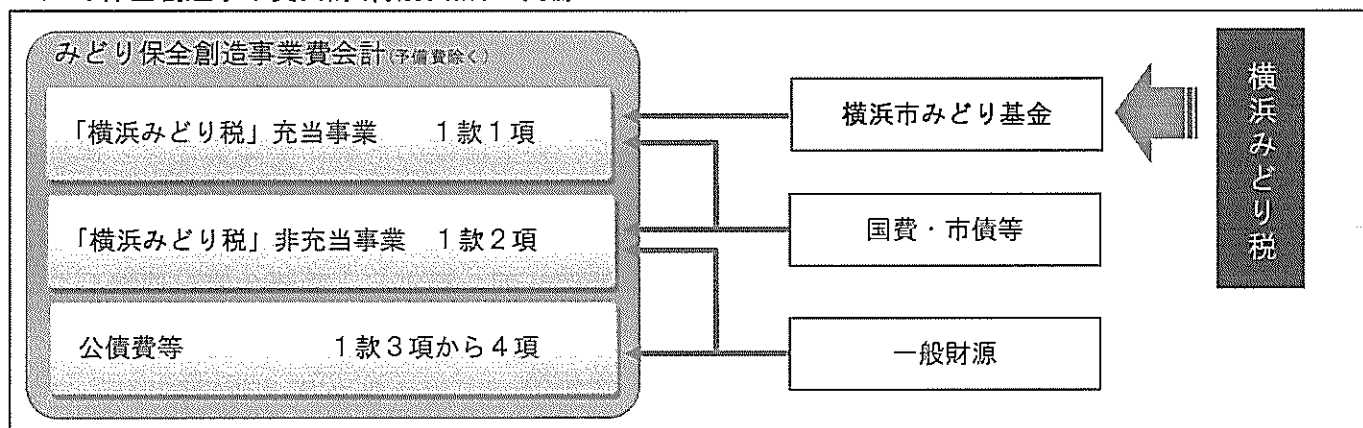 みどり保全創造事業費会計(予備費除く)
「横浜みどり税」充当事業 1款1項
「横浜みどり税」非充当事業 1款2項
公債費等 1款3項から4項
横浜市みどり基金
国費・市債等
一般財源
横浜みどり税